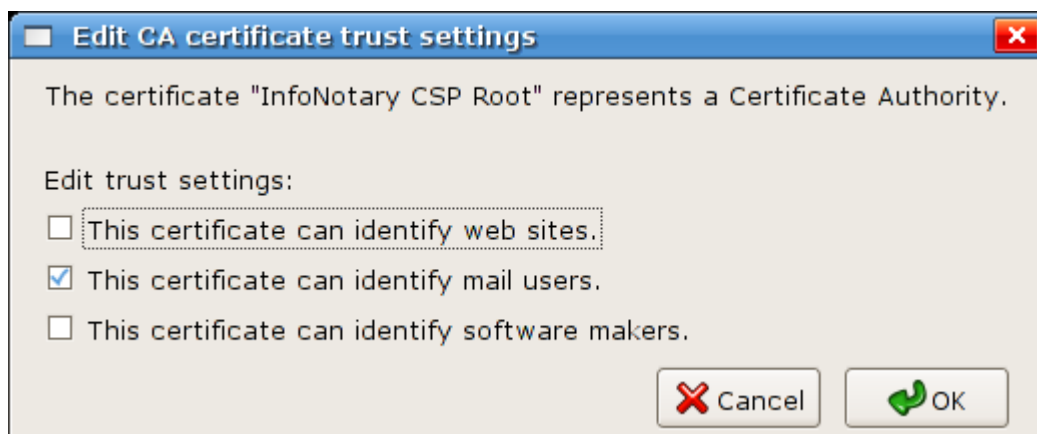 Edit CA certificate trust settings
The certificate "InfoNotary CSP Root" represents a Certificate Authority.
Edit trust settings:
This certificate can identify web sites.
This certificate can identify mail users.
This certificate can identify software makers.
Cancel OK